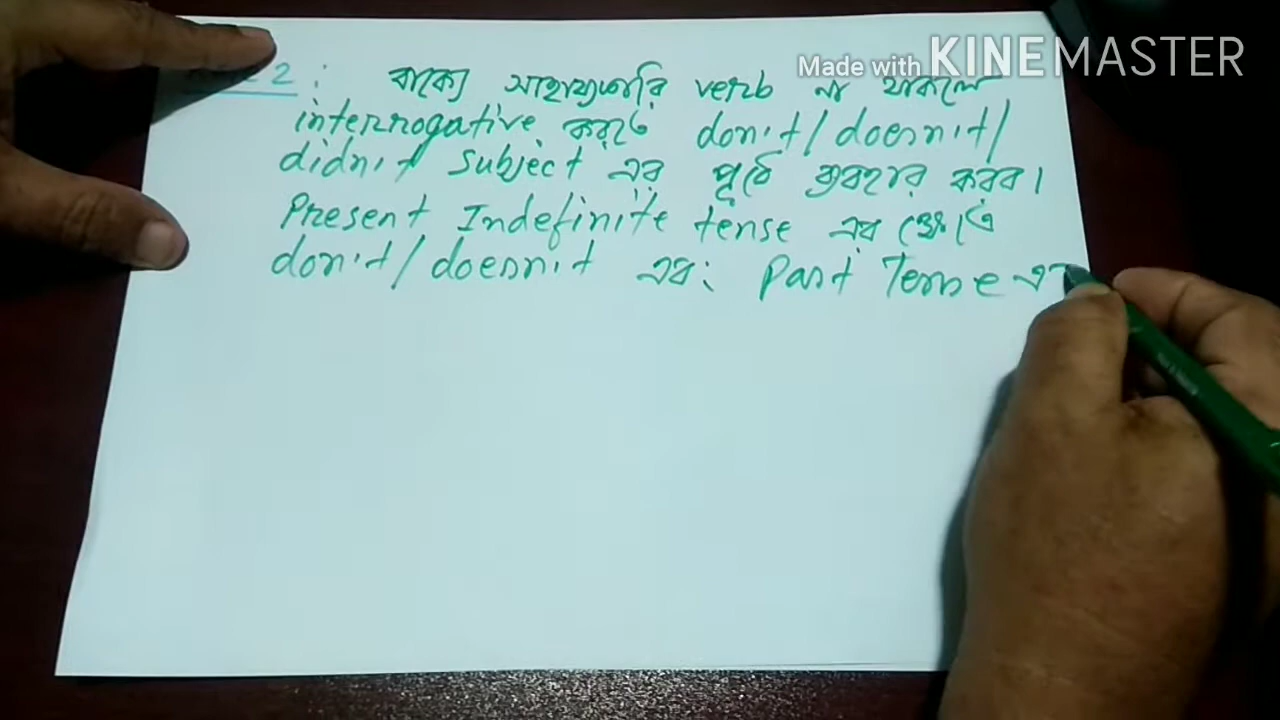 Made with KINEMASTER
2: বাক্যে সাহায্যকারি verb না থাকলে
interrogative করতে don't/doesn't/
didn't Subject এর পূর্বে ব্যবহার করব।
Present Indefinite tense এর ক্ষেত্রে
don't/doesn't এবং Past Tense এ